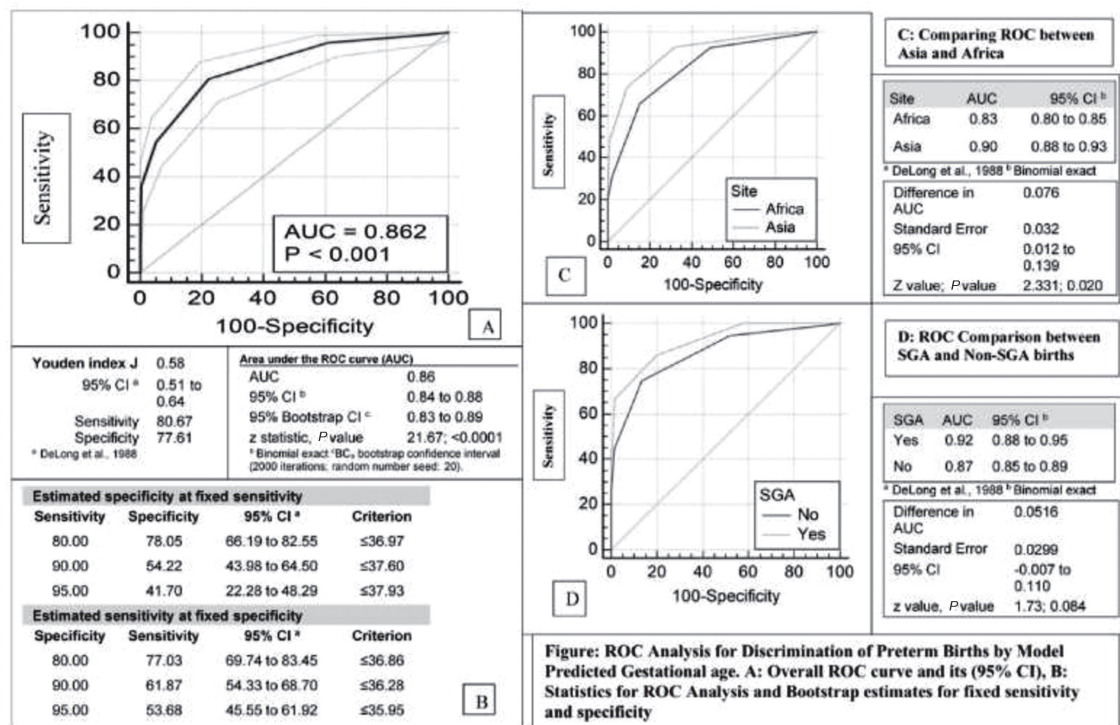 100
80
60
40
20
0
Sensitivity
AUC = 0.862
P < 0.001
0 20 40 60 80 100
100-Specificity
A
Youden index J 0.58
95% CI a 0.51 to
0.64
Sensitivity 80.67
Specificity 77.61
a DeLong et al., 1988
Area under the ROC curve (AUC)
AUC 0.86
95% CI b 0.84 to 0.88
95% Bootstrap CI c 0.83 to 0.89
z statistic, P value 21.67; <0.0001
b Binomial exact c BCa bootstrap confidence interval
(2000 iterations; random number seed: 20).
Estimated specificity at fixed sensitivity
Sensitivity Specificity 95% CI a Criterion
80.00 78.05 66.19 to 82.55 ≤36.97
90.00 54.22 43.98 to 64.50 ≤37.60
95.00 41.70 22.28 to 48.29 ≤37.93
Estimated sensitivity at fixed specificity
Specificity Sensitivity 95% CI a Criterion
80.00 77.03 69.74 to 83.45 ≤36.86
90.00 61.87 54.33 to 68.70 ≤36.28
95.00 53.68 45.55 to 61.92 ≤35.95
B
100
80
60
40
20
0
Sensitivity
Site
Africa
Asia
0 20 40 60 80 100
100-Specificity
C
C: Comparing ROC between
Asia and Africa
Site AUC 95% CI b
Africa 0.83 0.80 to 0.85
Asia 0.90 0.88 to 0.93
a DeLong et al., 1988 b Binomial exact
Difference in 0.076
AUC
Standard Error 0.032
95% CI 0.012 to
0.139
Z value; P value 2.331; 0.020
100
80
60
40
20
0
Sensitivity
SGA
No
Yes
0 20 40 60 80 100
100-Specificity
D
D: ROC Comparison between
SGA and Non-SGA births
SGA AUC 95% CI b
Yes 0.92 0.88 to 0.95
No 0.87 0.85 to 0.89
a DeLong et al., 1988 b Binomial exact
Difference in 0.0516
AUC
Standard Error 0.0299
95% CI -0.007 to
0.110
z value, P value 1.73; 0.084
Figure: ROC Analysis for Discrimination of Preterm Births by Model
Predicted Gestational age. A: Overall ROC curve and its (95% CI), B:
Statistics for ROC Analysis and Bootstrap estimates for fixed sensitivity
and specificity